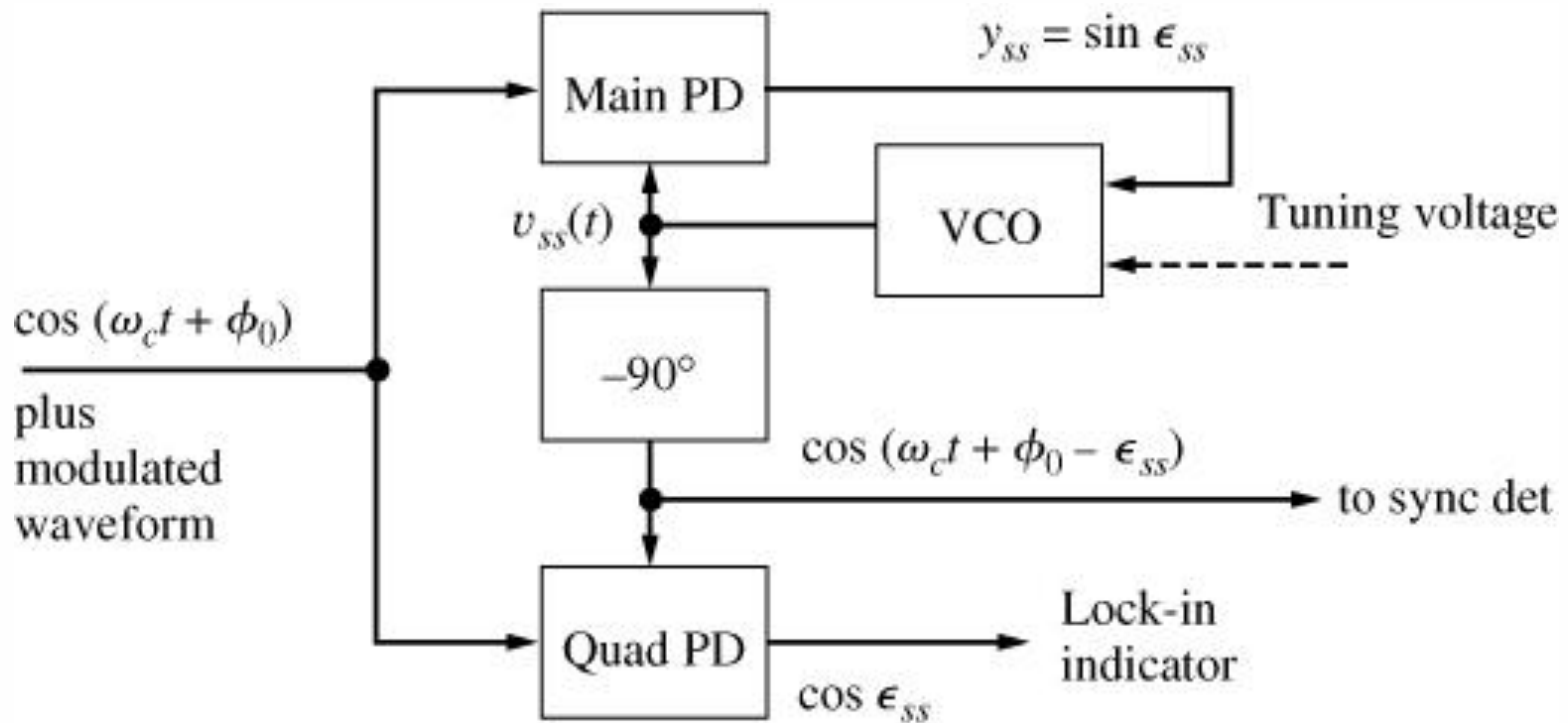 y_ss = sin ϵ_ss
Main PD
v_ss(t)
VCO
Tuning voltage
cos (ω_c t + ϕ_0)
plus
modulated
waveform
–90°
cos (ω_c t + ϕ_0 – ϵ_ss)
to sync det
Quad PD
cos ϵ_ss
Lock-in
indicator